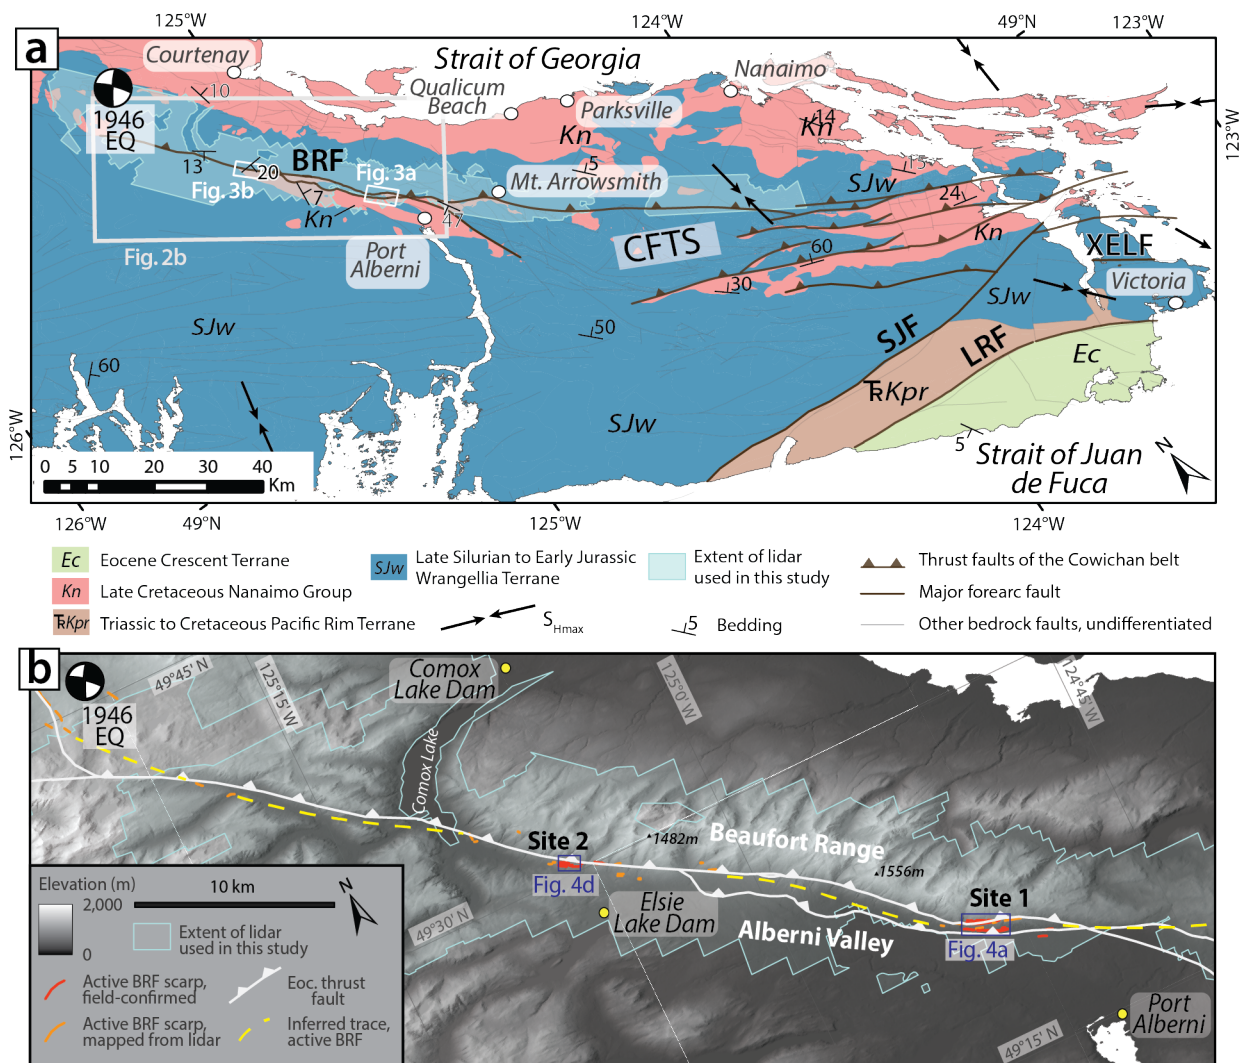 a
125°W
124°W
49°N
123°W
Courtenay
Strait of Georgia
Nanaimo
Qualicum
Beach
Parksville
10
1946
EQ
Kn
14
Kn
123°W
13
BRF
20
Fig. 3b
Fig. 3a
5
Mt. Arrowsmith
15
SJw
24
7
Kn
47
Kn
Port
Alberni
CFTS
60
XELF
Fig. 2b
30
SJw
Victoria
SJw
50
SJF
LRF
Ec
60
SJw
TRKpr
5
Strait of Juan
de Fuca
N
126°W
0 5 10 20 30 40
Km
126°W
49°N
125°W
124°W
Ec Eocene Crescent Terrane
Kn Late Cretaceous Nanaimo Group
TRKpr Triassic to Cretaceous Pacific Rim Terrane
SJw Late Silurian to Early Jurassic
Wrangellia Terrane
SHmax
Extent of lidar
used in this study
5 Bedding
Thrust faults of the Cowichan belt
Major forearc fault
Other bedrock faults, undifferentiated
b
49°45' N
125°15' W
Comox
Lake Dam
125°0' W
124°45' W
1946
EQ
Comox Lake
1482m
Beaufort Range
1556m
Site 2
Fig. 4d
Elsie
Lake Dam
Site 1
Fig. 4a
Alberni Valley
49°30' N
Port
Alberni
49°15' N
Elevation (m)
2,000
0
10 km
N
Extent of lidar
used in this study
Active BRF scarp,
field-confirmed
Eoc. thrust
fault
Active BRF scarp,
mapped from lidar
Inferred trace,
active BRF